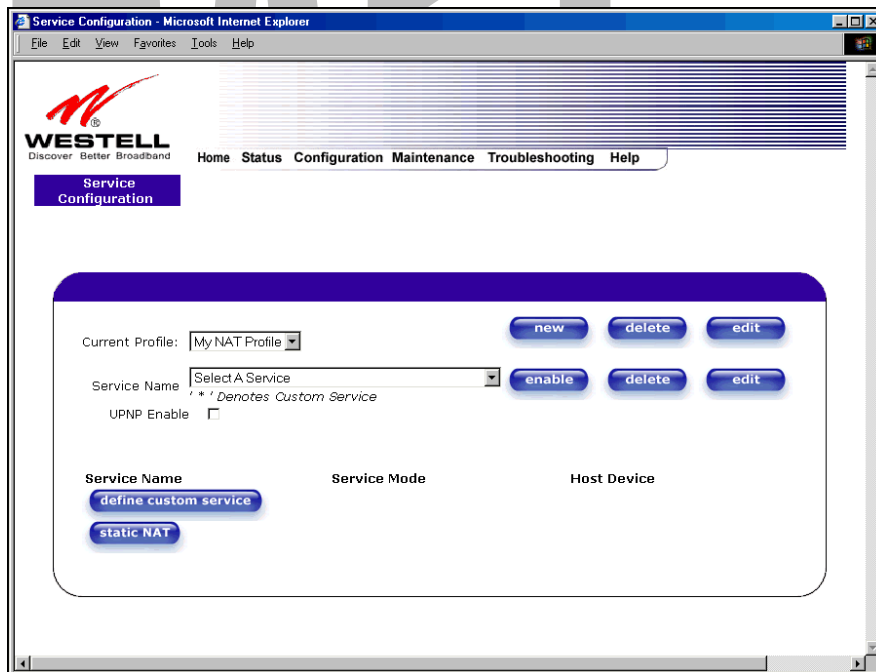 Service Configuration - Microsoft Internet Explorer
File Edit View Favorites Tools Help
®
WESTELL
Discover Better Broadband
Home Status Configuration Maintenance Troubleshooting Help
Service
Configuration
Current Profile: My NAT Profile new delete edit
Service Name Select A Service enable delete edit
' * ' Denotes Custom Service
UPNP Enable
Service Name Service Mode Host Device
define custom service
static NAT